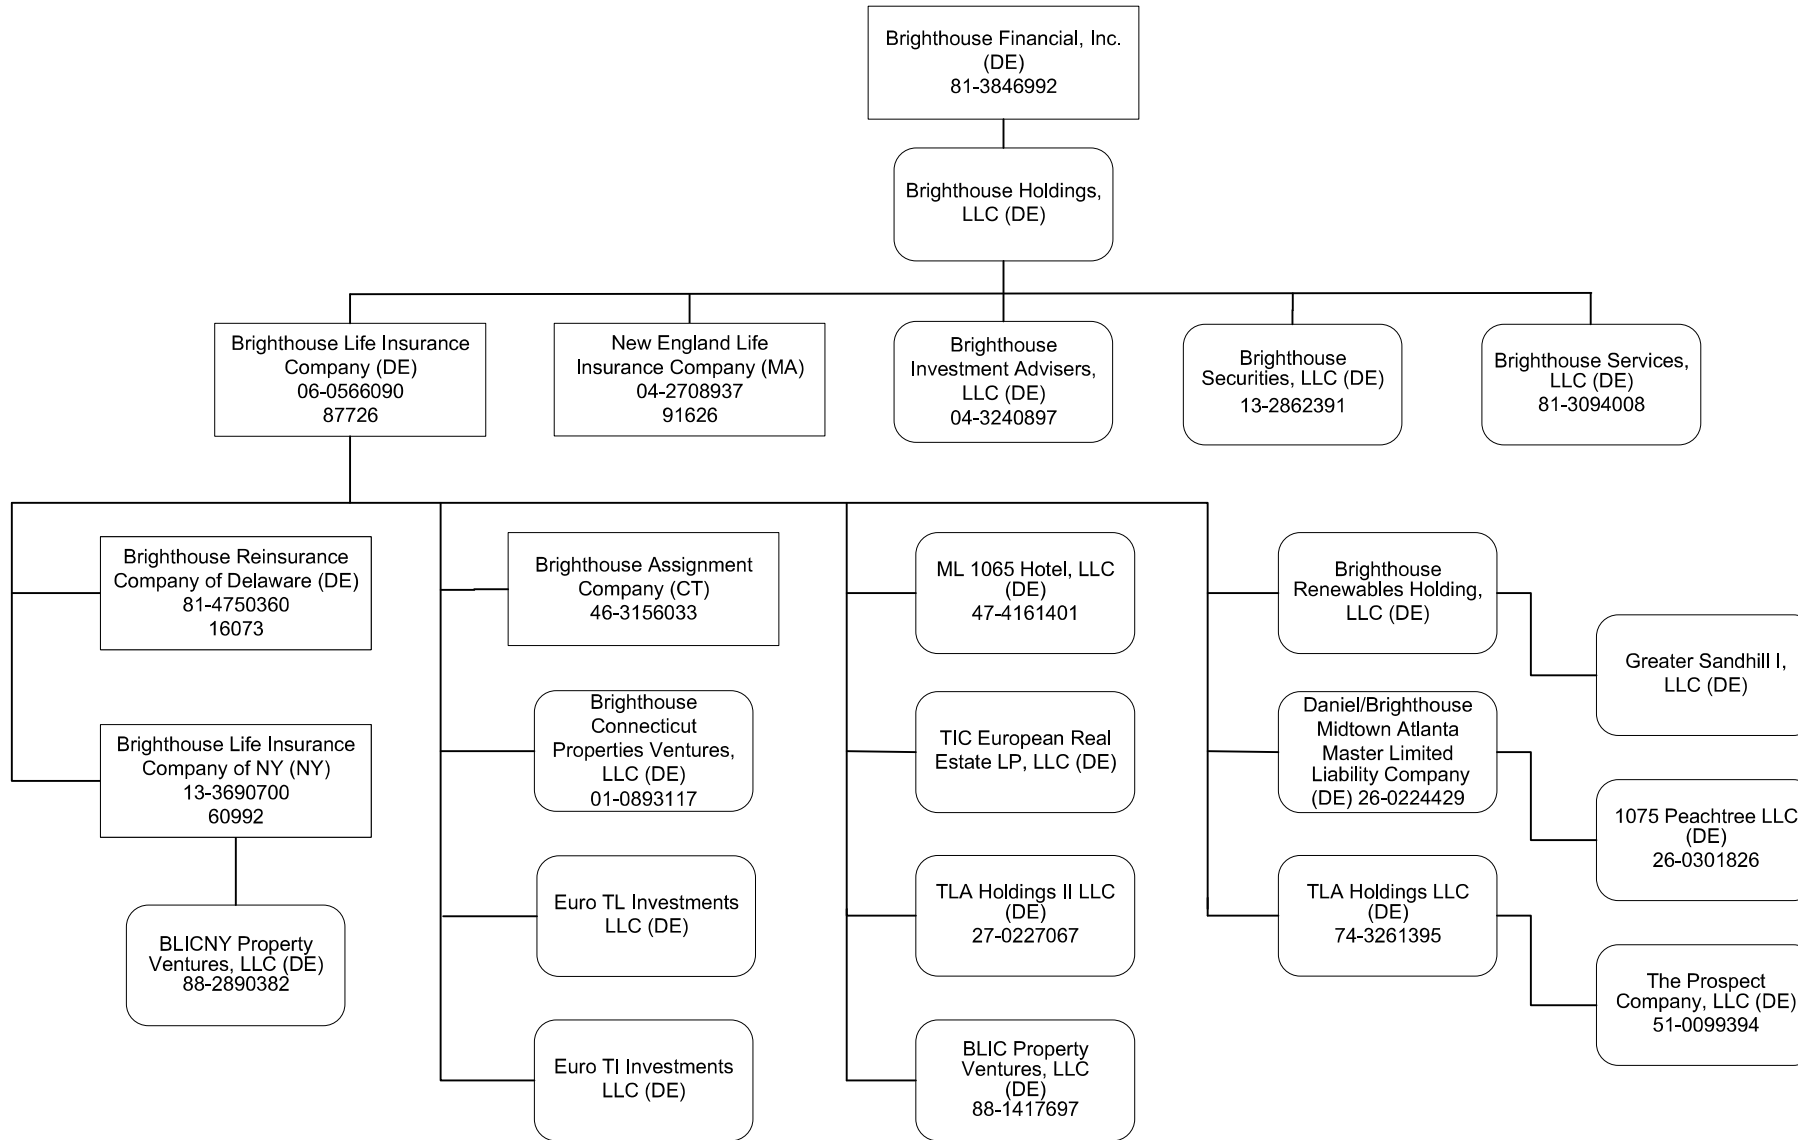 Brighthouse Financial, Inc.
(DE)
81-3846992
Brighthouse Holdings,
LLC (DE)
Brighthouse Life Insurance
Company (DE)
06-0566090
87726
New England Life
Insurance Company (MA)
04-2708937
91626
Brighthouse
Investment Advisers,
LLC (DE)
04-3240897
Brighthouse
Securities, LLC (DE)
13-2862391
Brighthouse Services,
LLC (DE)
81-3094008
Brighthouse Reinsurance
Company of Delaware (DE)
81-4750360
16073
Brighthouse Assignment
Company (CT)
46-3156033
ML 1065 Hotel, LLC
(DE)
47-4161401
Brighthouse
Renewables Holding,
LLC (DE)
Greater Sandhill I,
LLC (DE)
Brighthouse Life Insurance
Company of NY (NY)
13-3690700
60992
Brighthouse
Connecticut
Properties Ventures,
LLC (DE)
01-0893117
TIC European Real
Estate LP, LLC (DE)
Daniel/Brighthouse
Midtown Atlanta
Master Limited
Liability Company
(DE) 26-0224429
1075 Peachtree LLC
(DE)
26-0301826
BLICNY Property
Ventures, LLC (DE)
88-2890382
Euro TL Investments
LLC (DE)
TLA Holdings II LLC
(DE)
27-0227067
TLA Holdings LLC
(DE)
74-3261395
The Prospect
Company, LLC (DE)
51-0099394
Euro TI Investments
LLC (DE)
BLIC Property
Ventures, LLC
(DE)
88-1417697